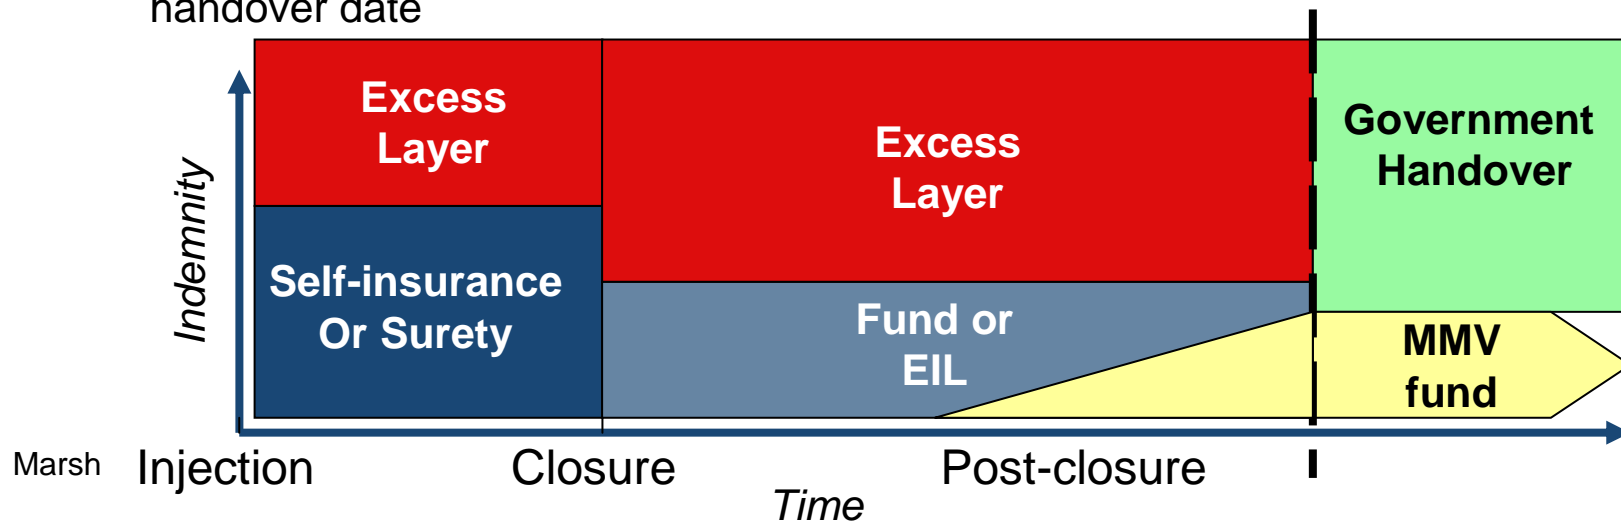 handover date
Excess
Layer
Excess
Layer
Government
Handover
Indemnity
Self-insurance
Or Surety
Fund or
EIL
MMV
fund
Marsh
Injection
Closure
Post-closure
Time